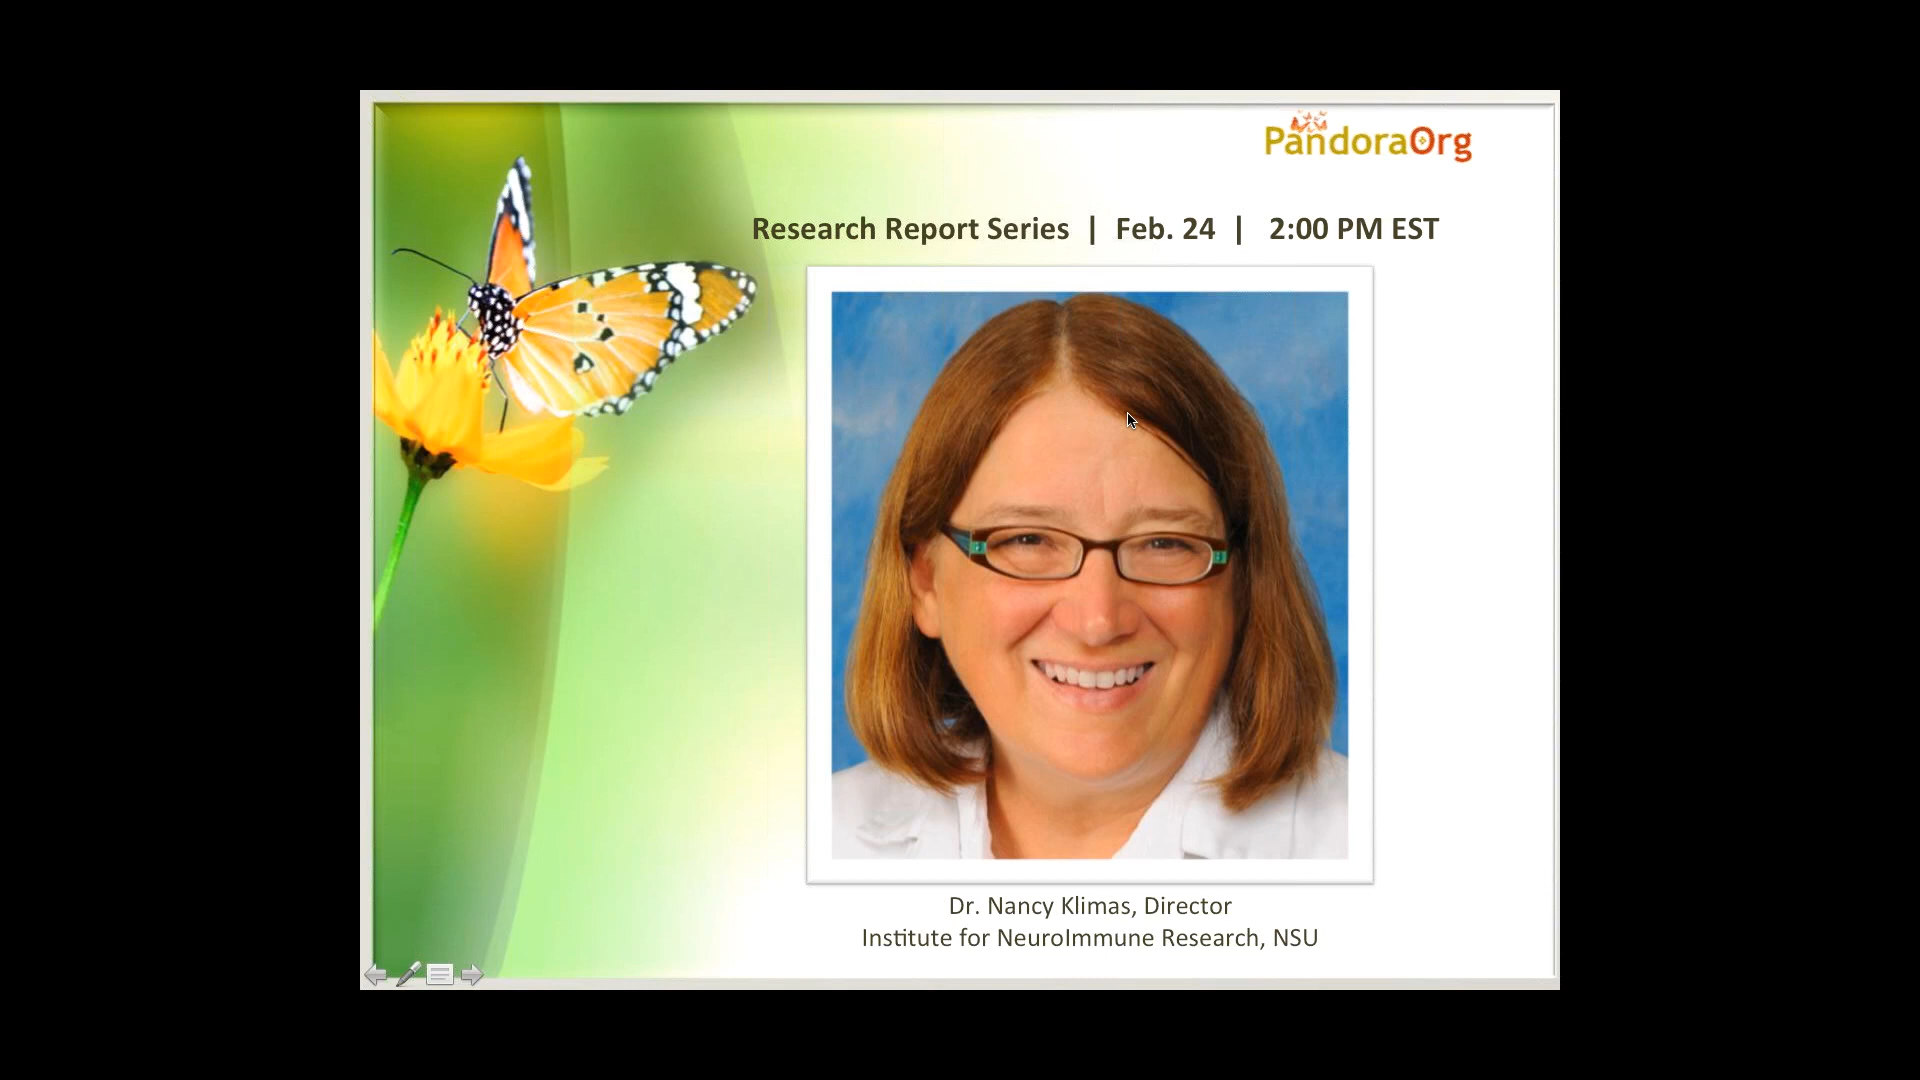 PandoraOrg
Research Report Series | Feb. 24 | 2:00 PM EST
Dr. Nancy Klimas, Director
Institute for NeuroImmune Research, NSU